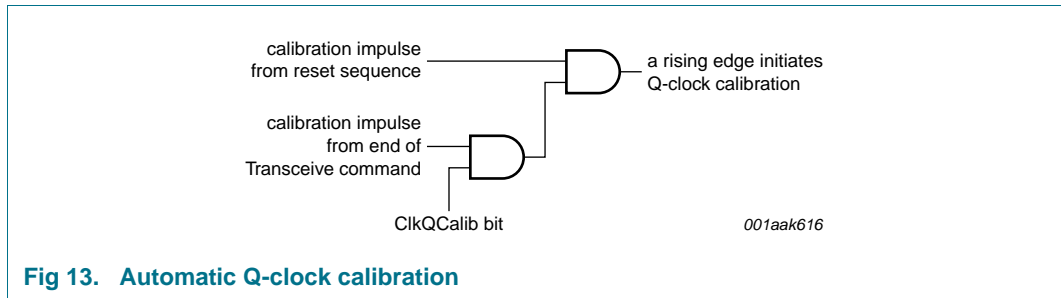 calibration impulse
from reset sequence
a rising edge initiates
Q-clock calibration
calibration impulse
from end of
Transceive command
ClkQCalib bit
001aak616
Fig 13. Automatic Q-clock calibration